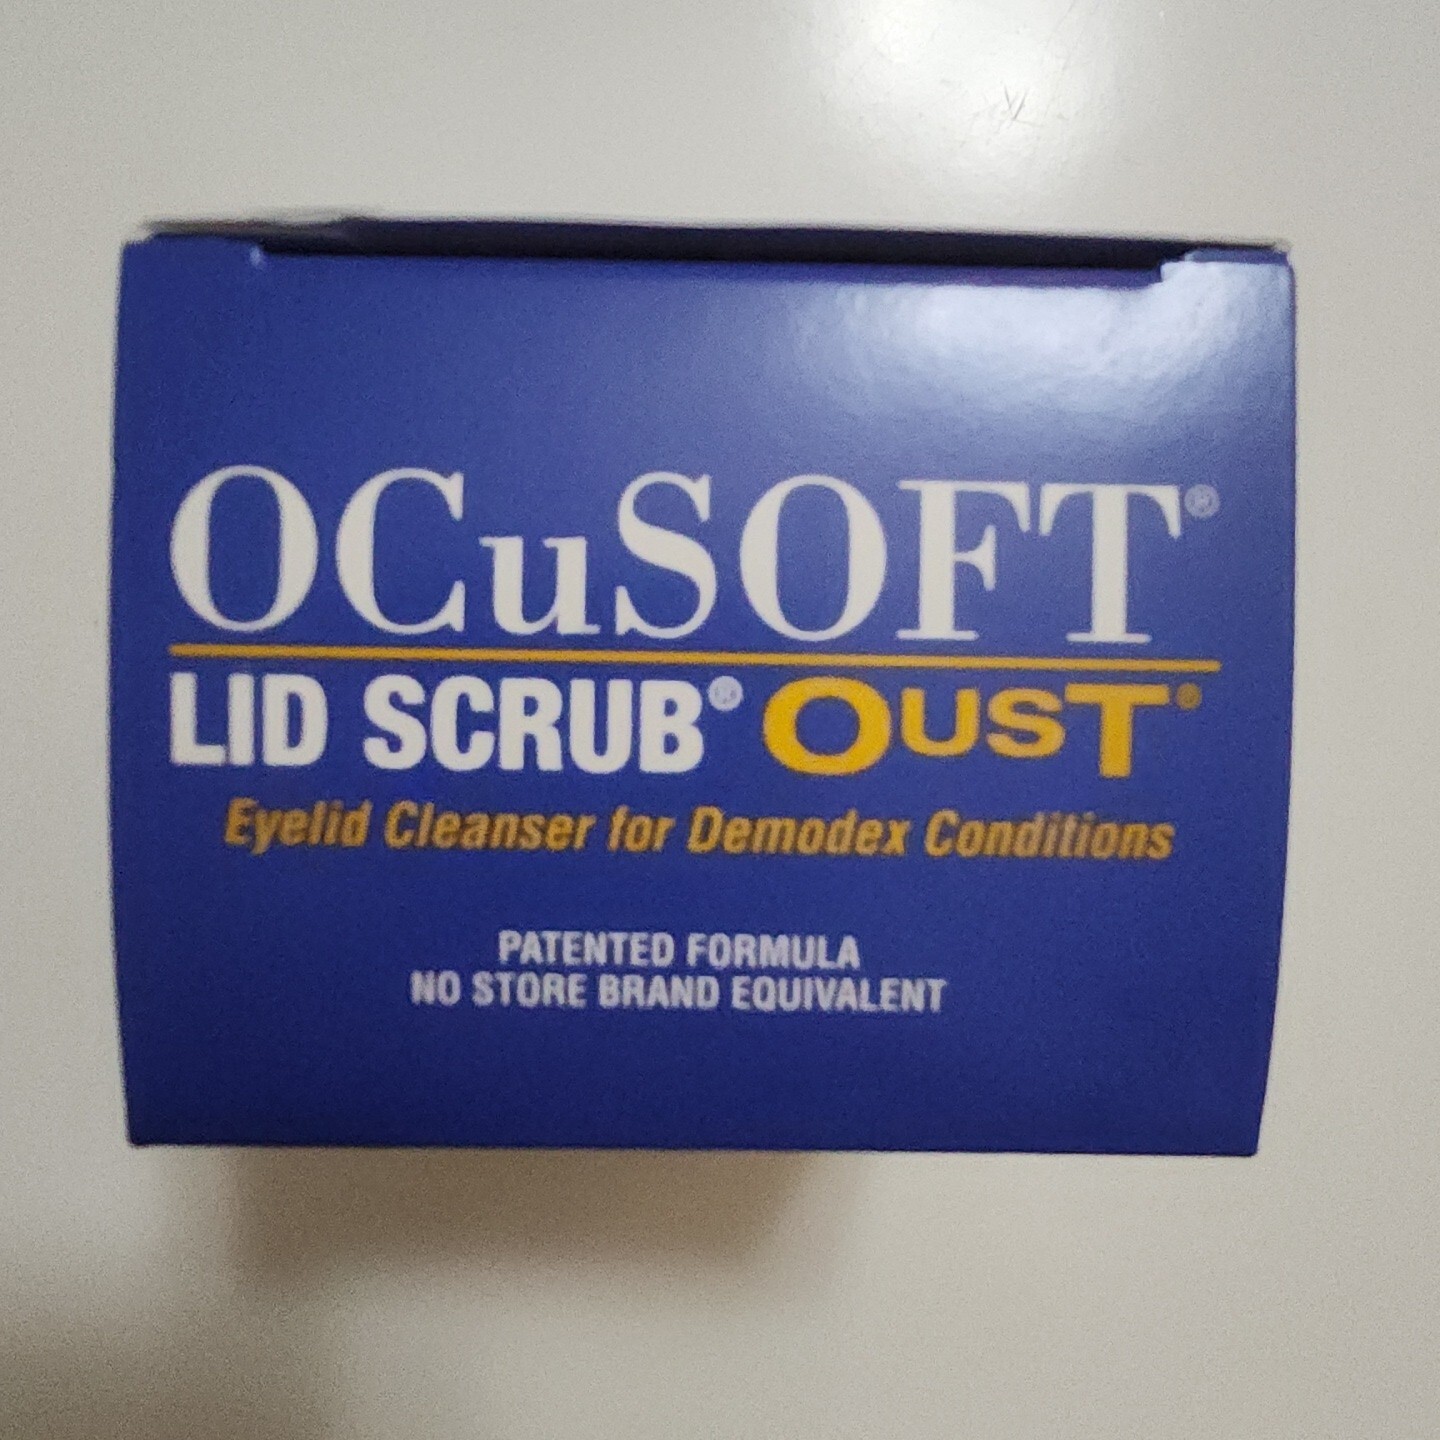 OCuSOFT®
LID SCRUB® OUST®
Eyelid Cleanser for Demodex Conditions
PATENTED FORMULA
NO STORE BRAND EQUIVALENT